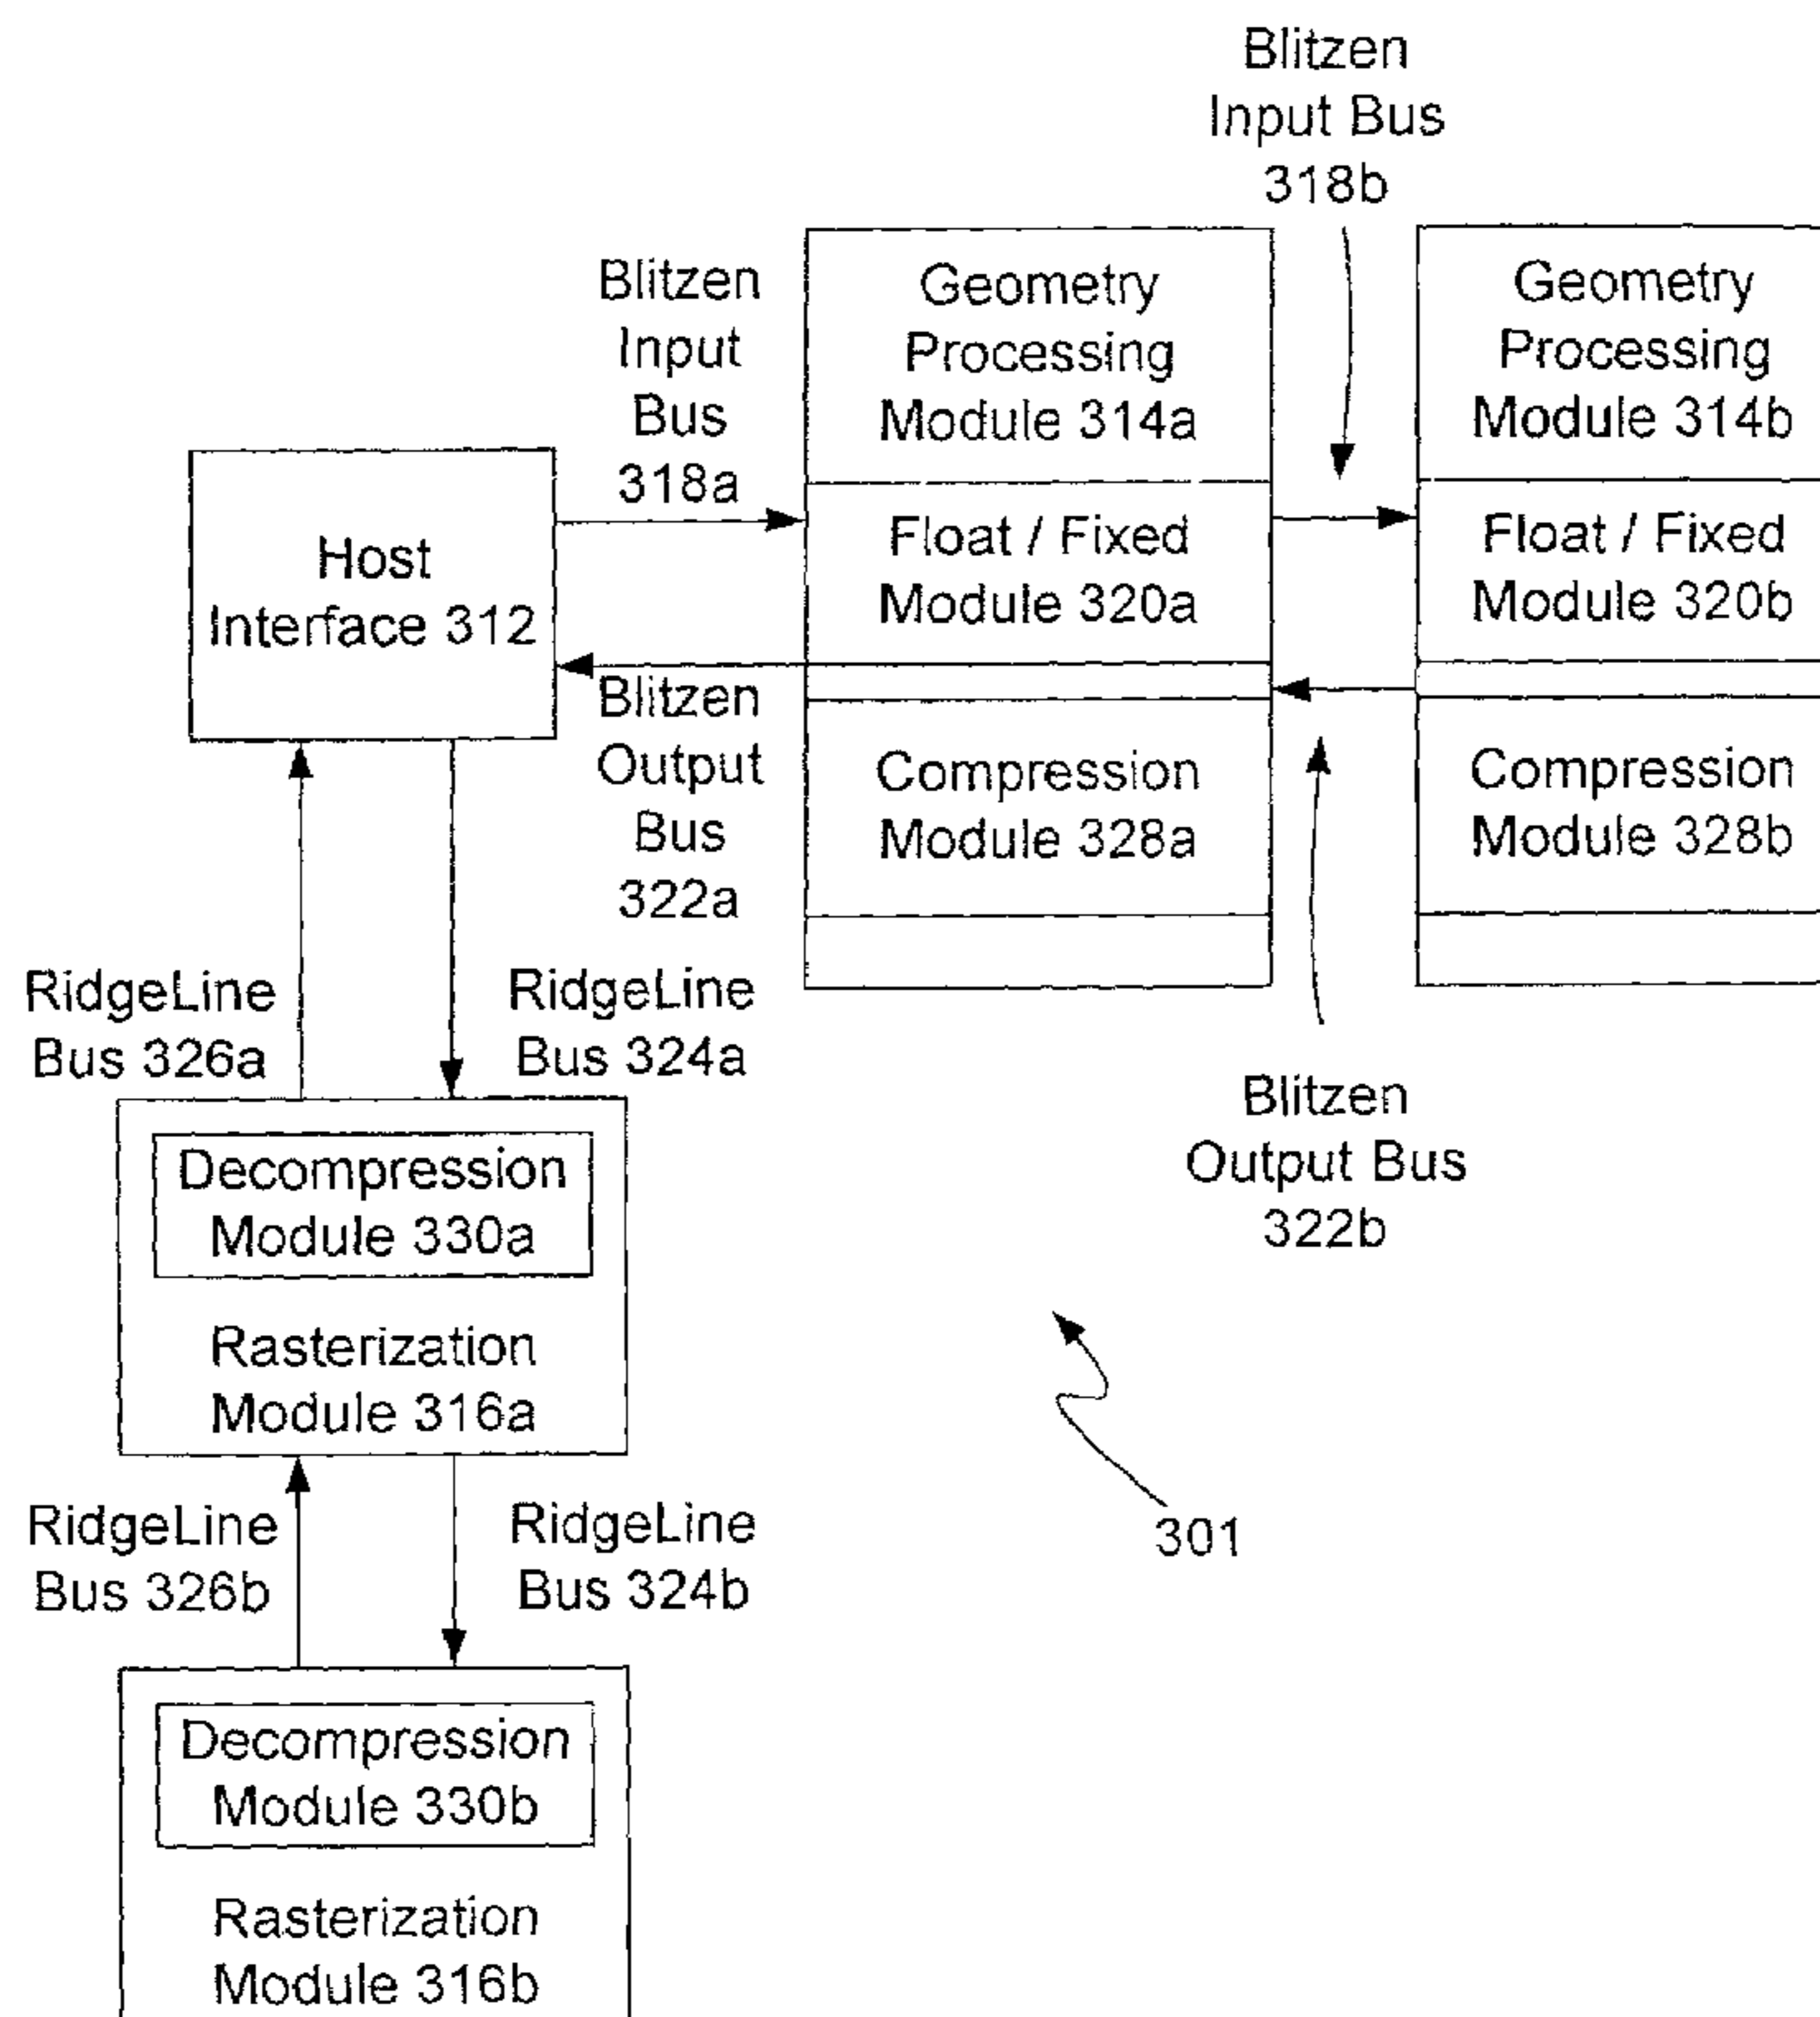 Blitzen
Input Bus
318b
Blitzen
Input
Bus
318a
Geometry
Processing
Module 314a
Geometry
Processing
Module 314b
Host
Interface 312
Float / Fixed
Module 320a
Float / Fixed
Module 320b
Blitzen
Output
Bus
322a
Compression
Module 328a
Compression
Module 328b
RidgeLine
Bus 326a
RidgeLine
Bus 324a
Blitzen
Output Bus
322b
Decompression
Module 330a
Rasterization
Module 316a
301
RidgeLine
Bus 326b
RidgeLine
Bus 324b
Decompression
Module 330b
Rasterization
Module 316b